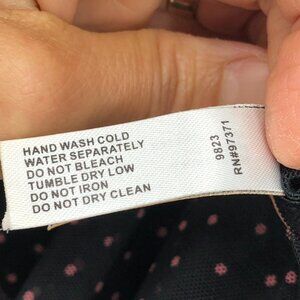 HAND WASH COLD
WATER SEPARATELY
DO NOT BLEACH
TUMBLE DRY LOW
DO NOT IRON
DO NOT DRY CLEAN
9823
RN#97371